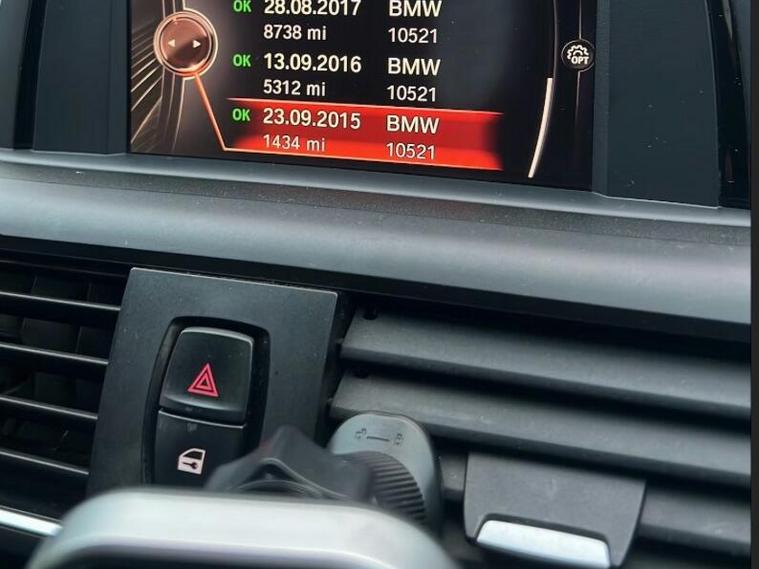 OK 28.08.2017 BMW
8738 mi 10521
OK 13.09.2016 BMW
5312 mi 10521
OK 23.09.2015 BMW
1434 mi 10521
OPT